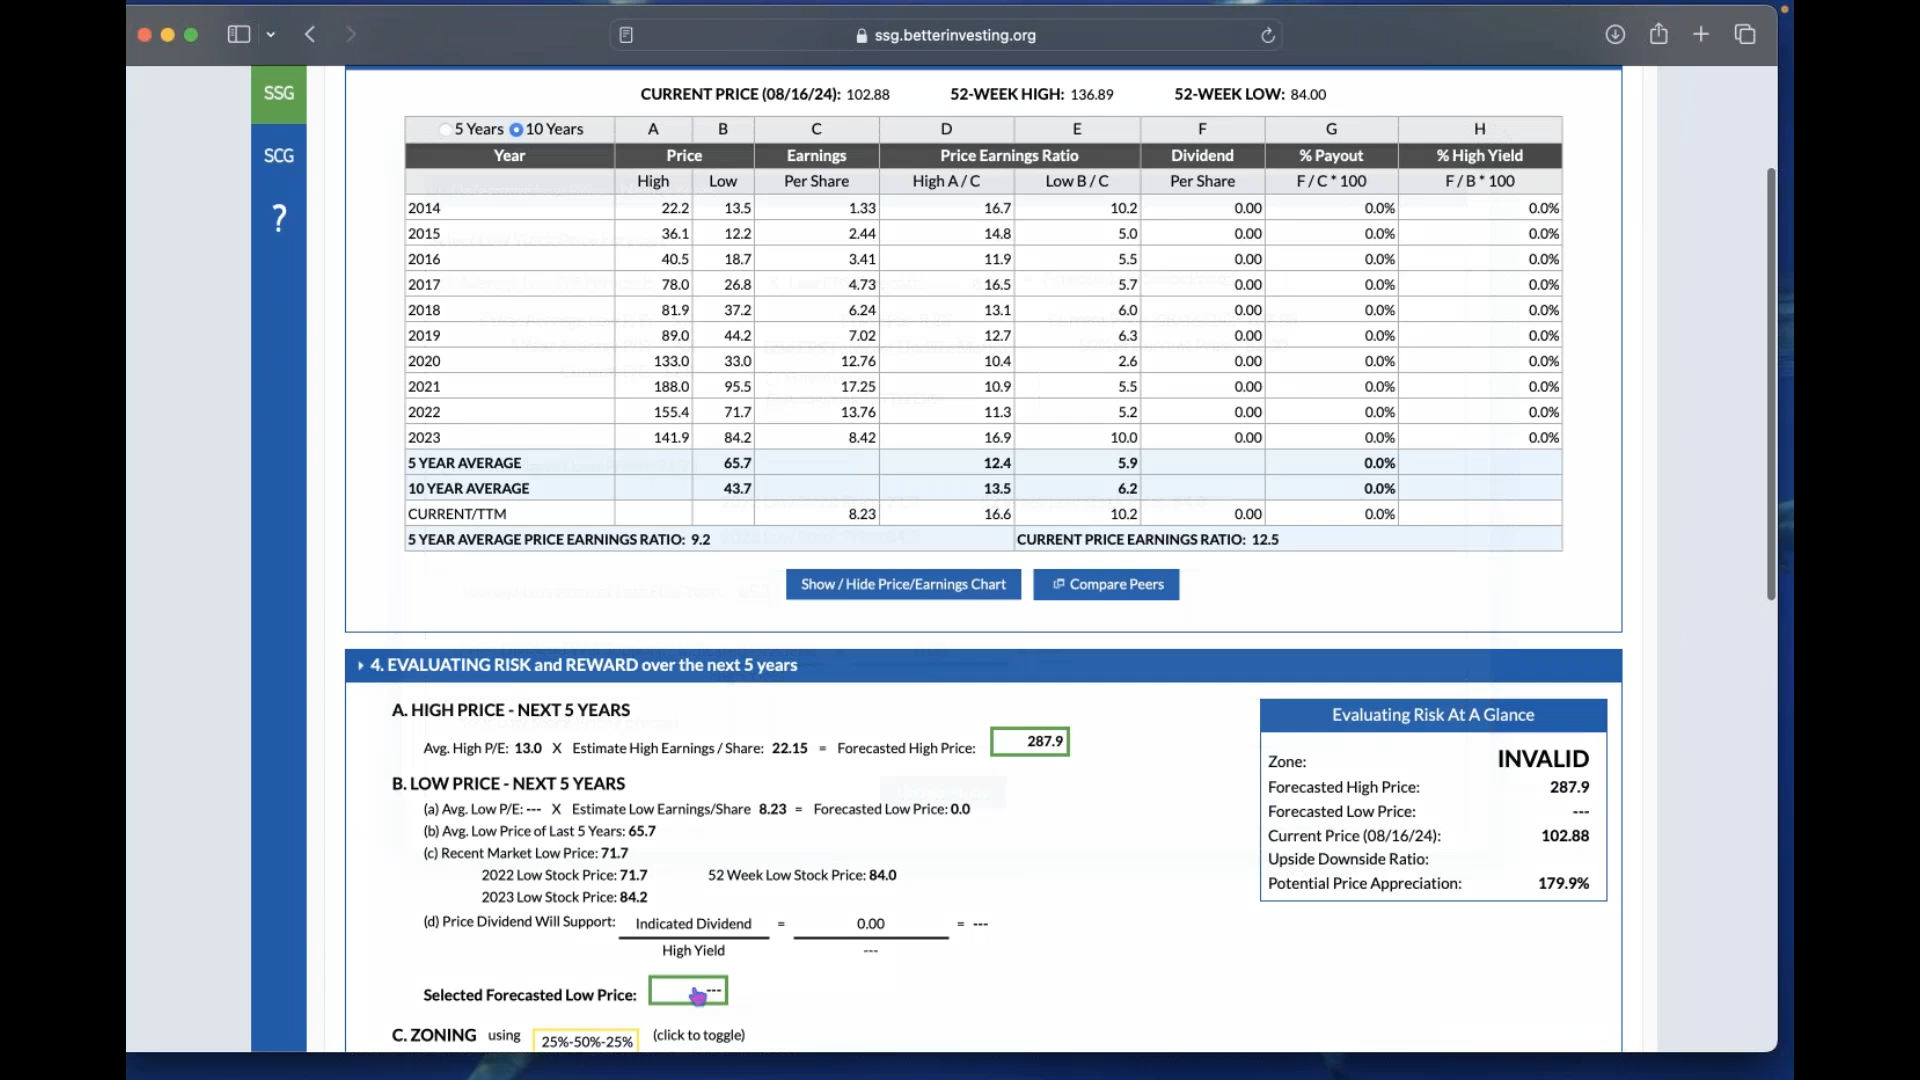 ssg.betterinvesting.org
SSG
SCG
?
CURRENT PRICE (08/16/24): 102.88 52-WEEK HIGH: 136.89 52-WEEK LOW: 84.00
5 Years 10 Years A B C D E F G H
Year Price Earnings Price Earnings Ratio Dividend % Payout % High Yield
High Low Per Share High A / C Low B / C Per Share F / C * 100 F / B * 100
2014 22.2 13.5 1.33 16.7 10.2 0.00 0.0% 0.0%
2015 36.1 12.2 2.44 14.8 5.0 0.00 0.0% 0.0%
2016 40.5 18.7 3.41 11.9 5.5 0.00 0.0% 0.0%
2017 78.0 26.8 4.73 16.5 5.7 0.00 0.0% 0.0%
2018 81.9 37.2 6.24 13.1 6.0 0.00 0.0% 0.0%
2019 89.0 44.2 7.02 12.7 6.3 0.00 0.0% 0.0%
2020 133.0 33.0 12.76 10.4 2.6 0.00 0.0% 0.0%
2021 188.0 95.5 17.25 10.9 5.5 0.00 0.0% 0.0%
2022 155.4 71.7 13.76 11.3 5.2 0.00 0.0% 0.0%
2023 141.9 84.2 8.42 16.9 10.0 0.00 0.0% 0.0%
5 YEAR AVERAGE 65.7 12.4 5.9 0.0%
10 YEAR AVERAGE 43.7 13.5 6.2 0.0%
CURRENT/TTM 8.23 16.6 10.2 0.00 0.0%
5 YEAR AVERAGE PRICE EARNINGS RATIO: 9.2 CURRENT PRICE EARNINGS RATIO: 12.5
Show / Hide Price/Earnings Chart Compare Peers
4. EVALUATING RISK and REWARD over the next 5 years
A. HIGH PRICE - NEXT 5 YEARS
Avg. High P/E: 13.0 X Estimate High Earnings / Share: 22.15 = Forecasted High Price: 287.9
B. LOW PRICE - NEXT 5 YEARS
(a) Avg. Low P/E: --- X Estimate Low Earnings/Share 8.23 = Forecasted Low Price: 0.0
(b) Avg. Low Price of Last 5 Years: 65.7
(c) Recent Market Low Price: 71.7
2022 Low Stock Price: 71.7 52 Week Low Stock Price: 84.0
2023 Low Stock Price: 84.2
(d) Price Dividend Will Support: Indicated Dividend = 0.00 = ---
High Yield ---
Selected Forecasted Low Price: ---
C. ZONING using 25%-50%-25% (click to toggle)
Evaluating Risk At A Glance
Zone: INVALID
Forecasted High Price: 287.9
Forecasted Low Price: ---
Current Price (08/16/24): 102.88
Upside Downside Ratio:
Potential Price Appreciation: 179.9%